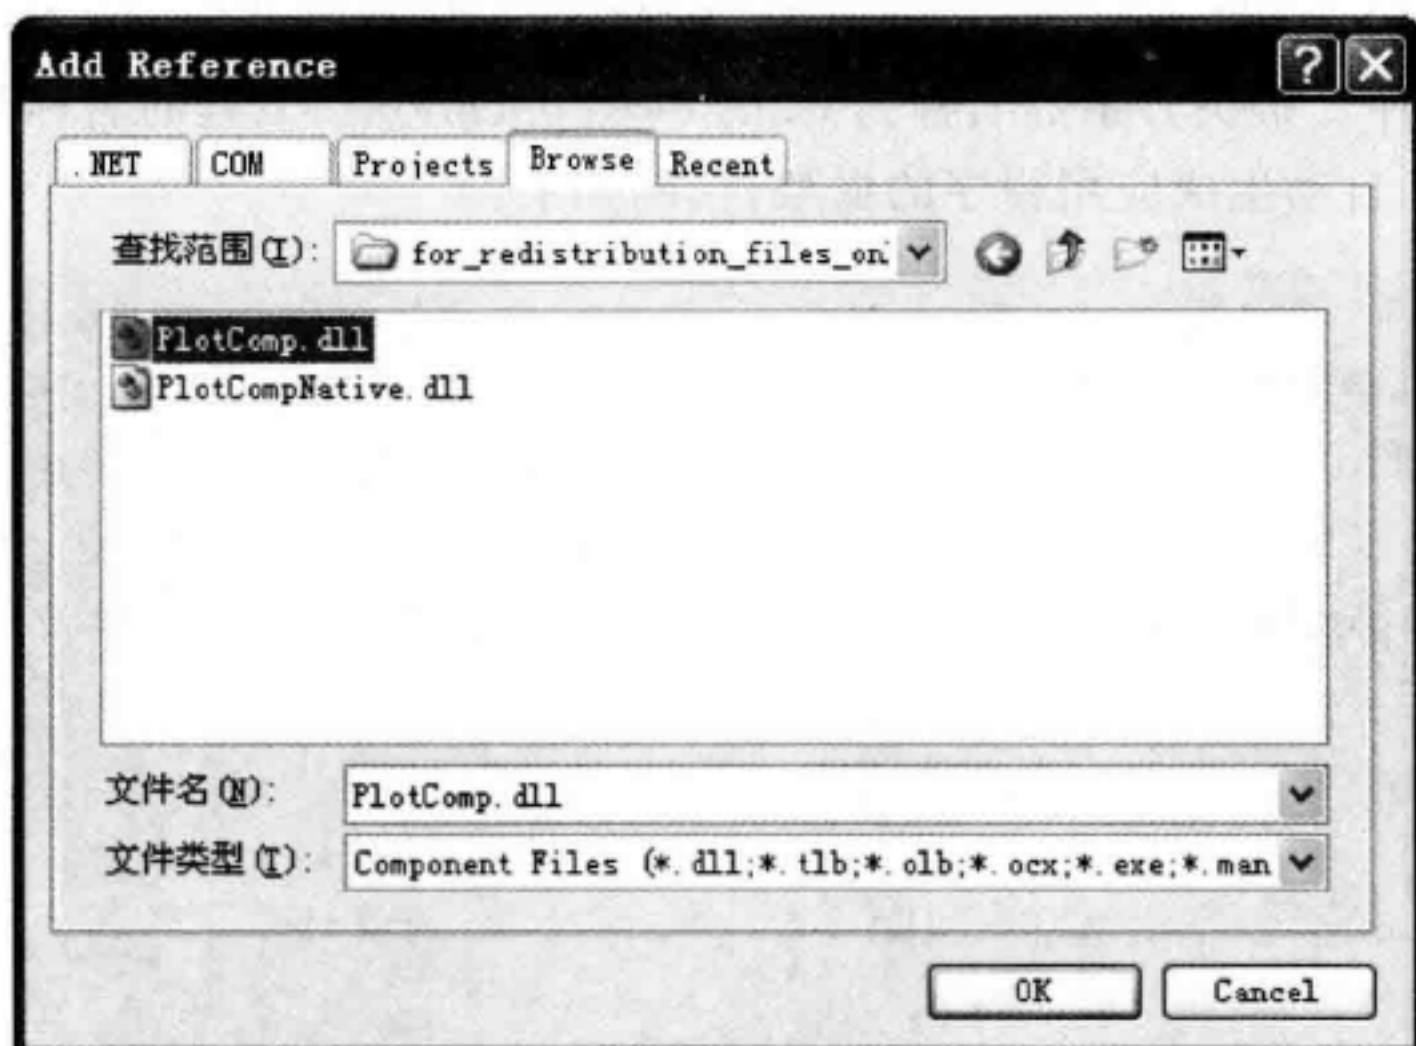 Add Reference
.NET COM Projects Browse Recent
查找范围(I): for_redistribution_files_on
PlotComp.dll
PlotCompNative.dll
文件名(N): PlotComp.dll
文件类型(T): Component Files (*.dll;*.tlb;*.olb;*.ocx;*.exe;*.man
OK Cancel